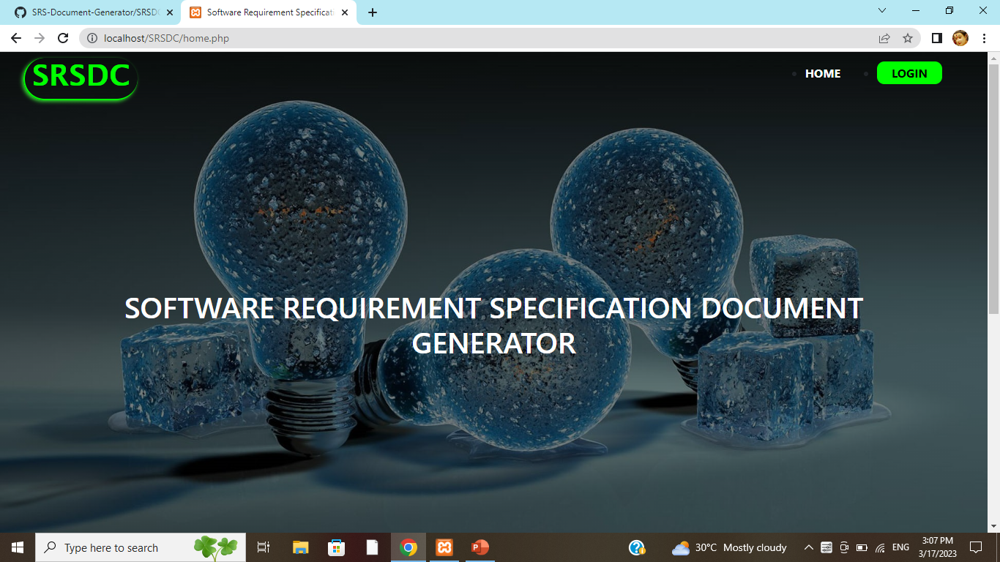 SRS-Document-Generator/SRSDC
Software Requirement Specificati
localhost/SRSDC/home.php
SRSDC
HOME
LOGIN
SOFTWARE REQUIREMENT SPECIFICATION DOCUMENT
GENERATOR
Type here to search
30°C Mostly cloudy
ENG
3:07 PM
3/17/2023